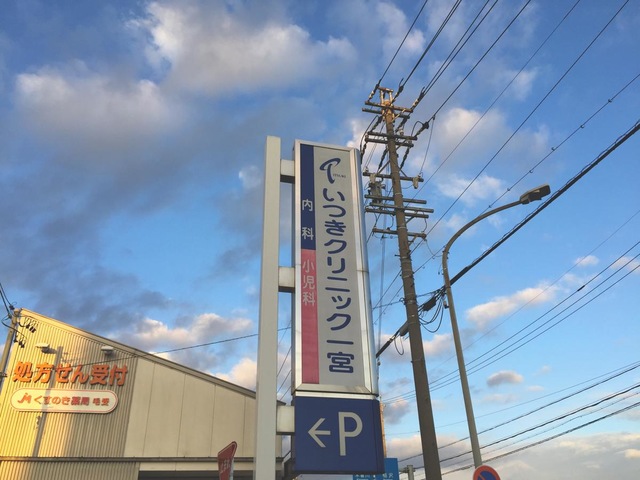 いつきクリニック一宮
内科
小児科
←P
処方せん受付
くすのき薬局